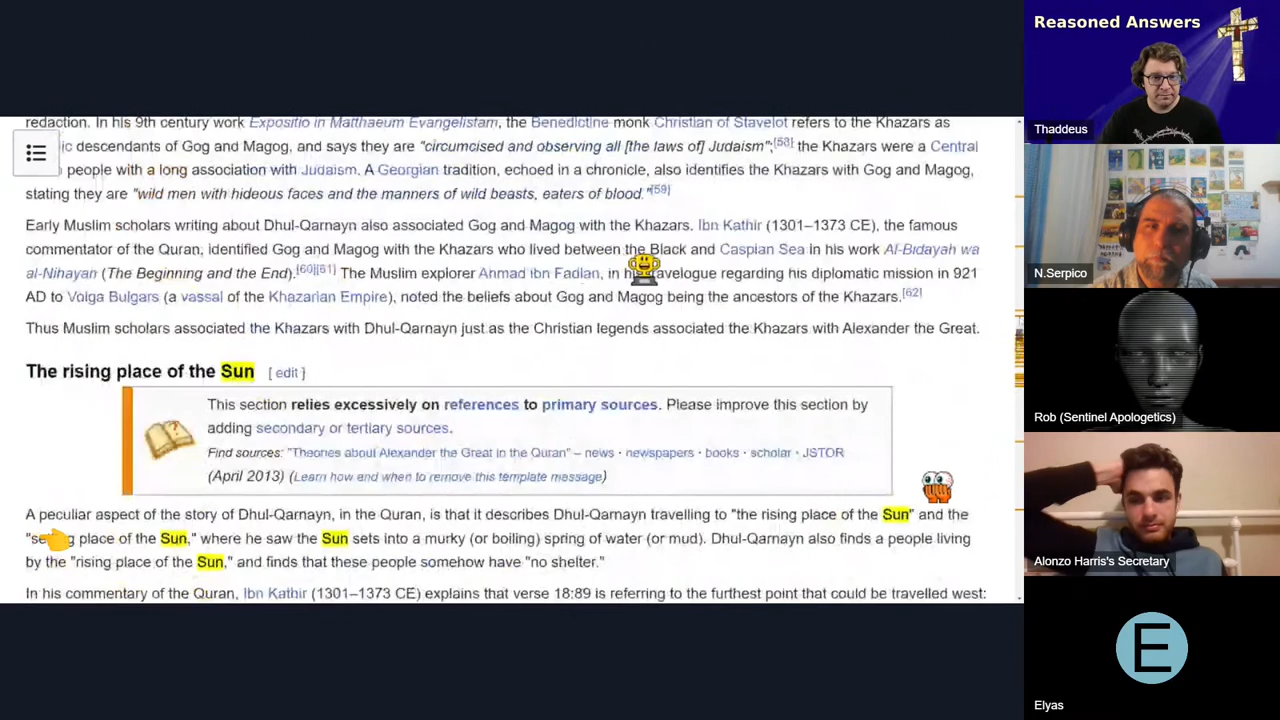 redaction. In his 9th century work Expositio in Matthaeum Evangelistam, the Benedictine monk Christian of Stavelot refers to the Khazars as
descendants of Gog and Magog, and says they are "circumcised and observing all [the laws of] Judaism";[58] the Khazars were a Central
people with a long association with Judaism. A Georgian tradition, echoed in a chronicle, also identifies the Khazars with Gog and Magog,
stating they are "wild men with hideous faces and the manners of wild beasts, eaters of blood."[59]
Early Muslim scholars writing about Dhul-Qarnayn also associated Gog and Magog with the Khazars. Ibn Kathir (1301–1373 CE), the famous
commentator of the Quran, identified Gog and Magog with the Khazars who lived between the Black and Caspian Sea in his work Al-Bidayah wa
al-Nihayah (The Beginning and the End).[60][61] The Muslim explorer Ahmad ibn Fadlan, in regarding his diplomatic mission in 921
AD to Volga Bulgars (a vassal of the Khazarian Empire), noted the beliefs about Gog and Magog being the ancestors of the Khazars.[62]
Thus Muslim scholars associated the Khazars with Dhul-Qarnayn just as the Christian legends associated the Khazars with Alexander the Great.
The rising place of the Sun [ edit ]
This section relies excessively on references to primary sources. Please improve this section by
adding secondary or tertiary sources.
Find sources: "Theories about Alexander the Great in the Quran" – news · newspapers · books · scholar · JSTOR
(April 2013) (Learn how and when to remove this template message)
A peculiar aspect of the story of Dhul-Qarnayn, in the Quran, is that it describes Dhul-Qarnayn travelling to "the rising place of the Sun" and the
place of the Sun," where he saw the Sun sets into a murky (or boiling) spring of water (or mud). Dhul-Qarnayn also finds a people living
by the "rising place of the Sun," and finds that these people somehow have "no shelter."
In his commentary of the Quran, Ibn Kathir (1301–1373 CE) explains that verse 18:89 is referring to the furthest point that could be travelled west:
Reasoned Answers
Thaddeus
N.Serpico
Rob (Sentinel Apologetics)
Alonzo Harris's Secretary
E
Elyas